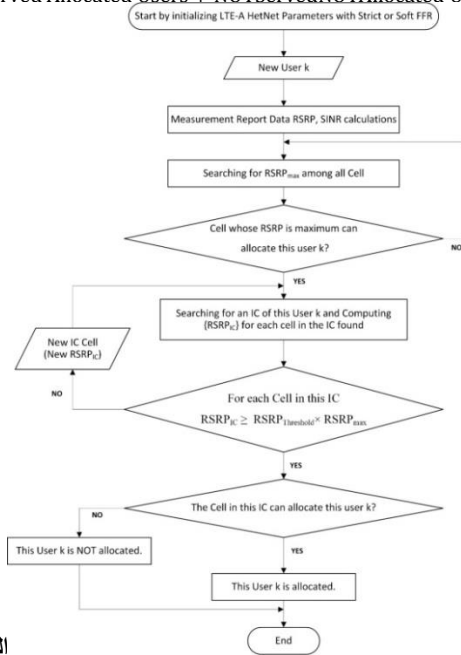 Start by initializing LTE-A HetNet Parameters with Strict or Soft FFR
New User k
Measurement Report Data RSRP, SINR calculations
Searching for RSRPmax among all Cell
Cell whose RSRP is maximum can
allocate this user k?
NO
YES
Searching for an IC of this User k and Computing
(RSRPIC) for each cell in the IC found
New IC Cell
(New RSRPIC)
NO
For each Cell in this IC
RSRPIC ≥ RSRPThreshold× RSRPmax
YES
The Cell in this IC can allocate this user k?
NO
YES
This User k is NOT allocated.
This User k is allocated.
End